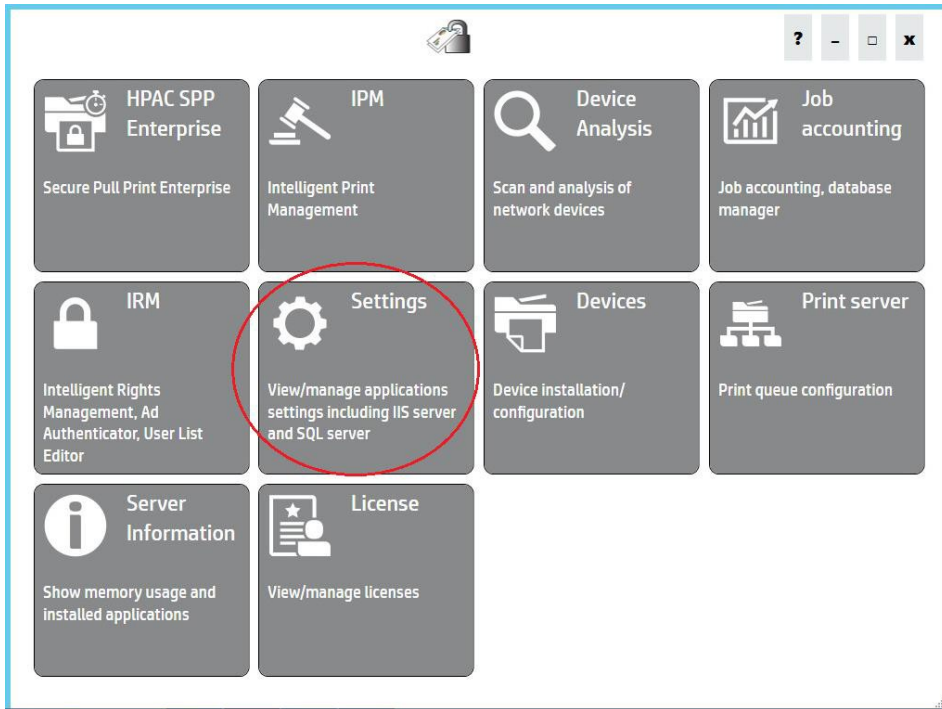 ? - □ x
HPAC SPP
Enterprise
Secure Pull Print Enterprise
IPM
Intelligent Print
Management
Device
Analysis
Scan and analysis of
network devices
Job
accounting
Job accounting, database
manager
IRM
Intelligent Rights
Management, Ad
Authenticator, User List
Editor
Settings
View/manage applications
settings including IIS server
and SQL server
Devices
Device installation/
configuration
Print server
Print queue configuration
Server
Information
Show memory usage and
installed applications
License
View/manage licenses